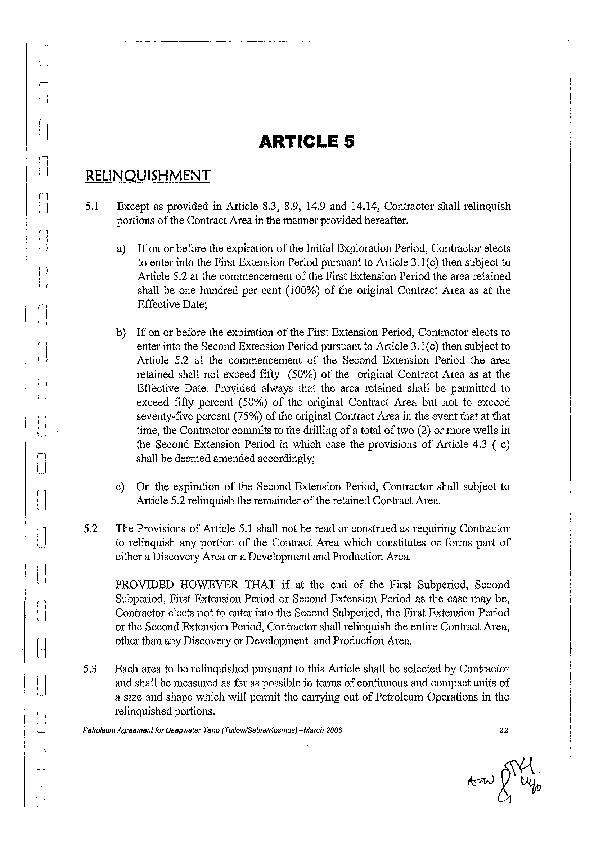 ARTICLE 5
RELINQUISHMENT
5.1 Except as provided in Article 8.3, 8.9, 14.9 and 14.14, Contractor shall relinquish
portions of the Contract Area in the manner provided hereafter.
a) If on or before the expiration of the Initial Exploration Period, Contractor elects
to enter into the First Extension Period pursuant to Article 3.1(c) then subject to
Article 5.2 at the commencement of the First Extension Period the area retained
shall be one hundred per cent (100%) of the original Contract Area as at the
Effective Date;
b) If on or before the expiration of the First Extension Period, Contractor elects to
enter into the Second Extension Period pursuant to Article 3.1(c) then subject to
Article 5.2 at the commencement of the Second Extension Period the area
retained shall not exceed fifty (50%) of the original Contract Area as at the
Effective Date. Provided always that the area retained shall be permitted to
exceed fifty percent (50%) of the original Contract Area but not to exceed
seventy-five percent (75%) of the original Contract Area in the event that at that
time, the Contractor commits to the drilling of a total of two (2) or more wells in
the Second Extension Period in which case the provisions of Article 4.3 ( c)
shall be deemed amended accordingly;
c) On the expiration of the Second Extension Period, Contractor shall subject to
Article 5.2 relinquish the remainder of the retained Contract Area.
5.2 The Provisions of Article 5.1 shall not be read or construed as requiring Contractor
to relinquish any portion of the Contract Area which constitutes or forms part of
either a Discovery Area or a Development and Production Area.
PROVIDED HOWEVER THAT if at the end of the First Subperiod, Second
Subperiod, First Extension Period or Second Extension Period as the case may be,
Contractor elects not to enter into the Second Subperiod, the First Extension Period
or the Second Extension Period, Contractor shall relinquish the entire Contract Area,
other than any Discovery or Development and Production Area.
5.3 Each area to be relinquished pursuant to this Article shall be selected by Contractor
and shall be measured as far as possible in terms of continuous and compact units of
a size and shape which will permit the carrying out of Petroleum Operations in the
relinquished portions.
Petroleum Agreement for Deepwater Tano (Tullow/Sabre/Kosmos) –March 2006 22